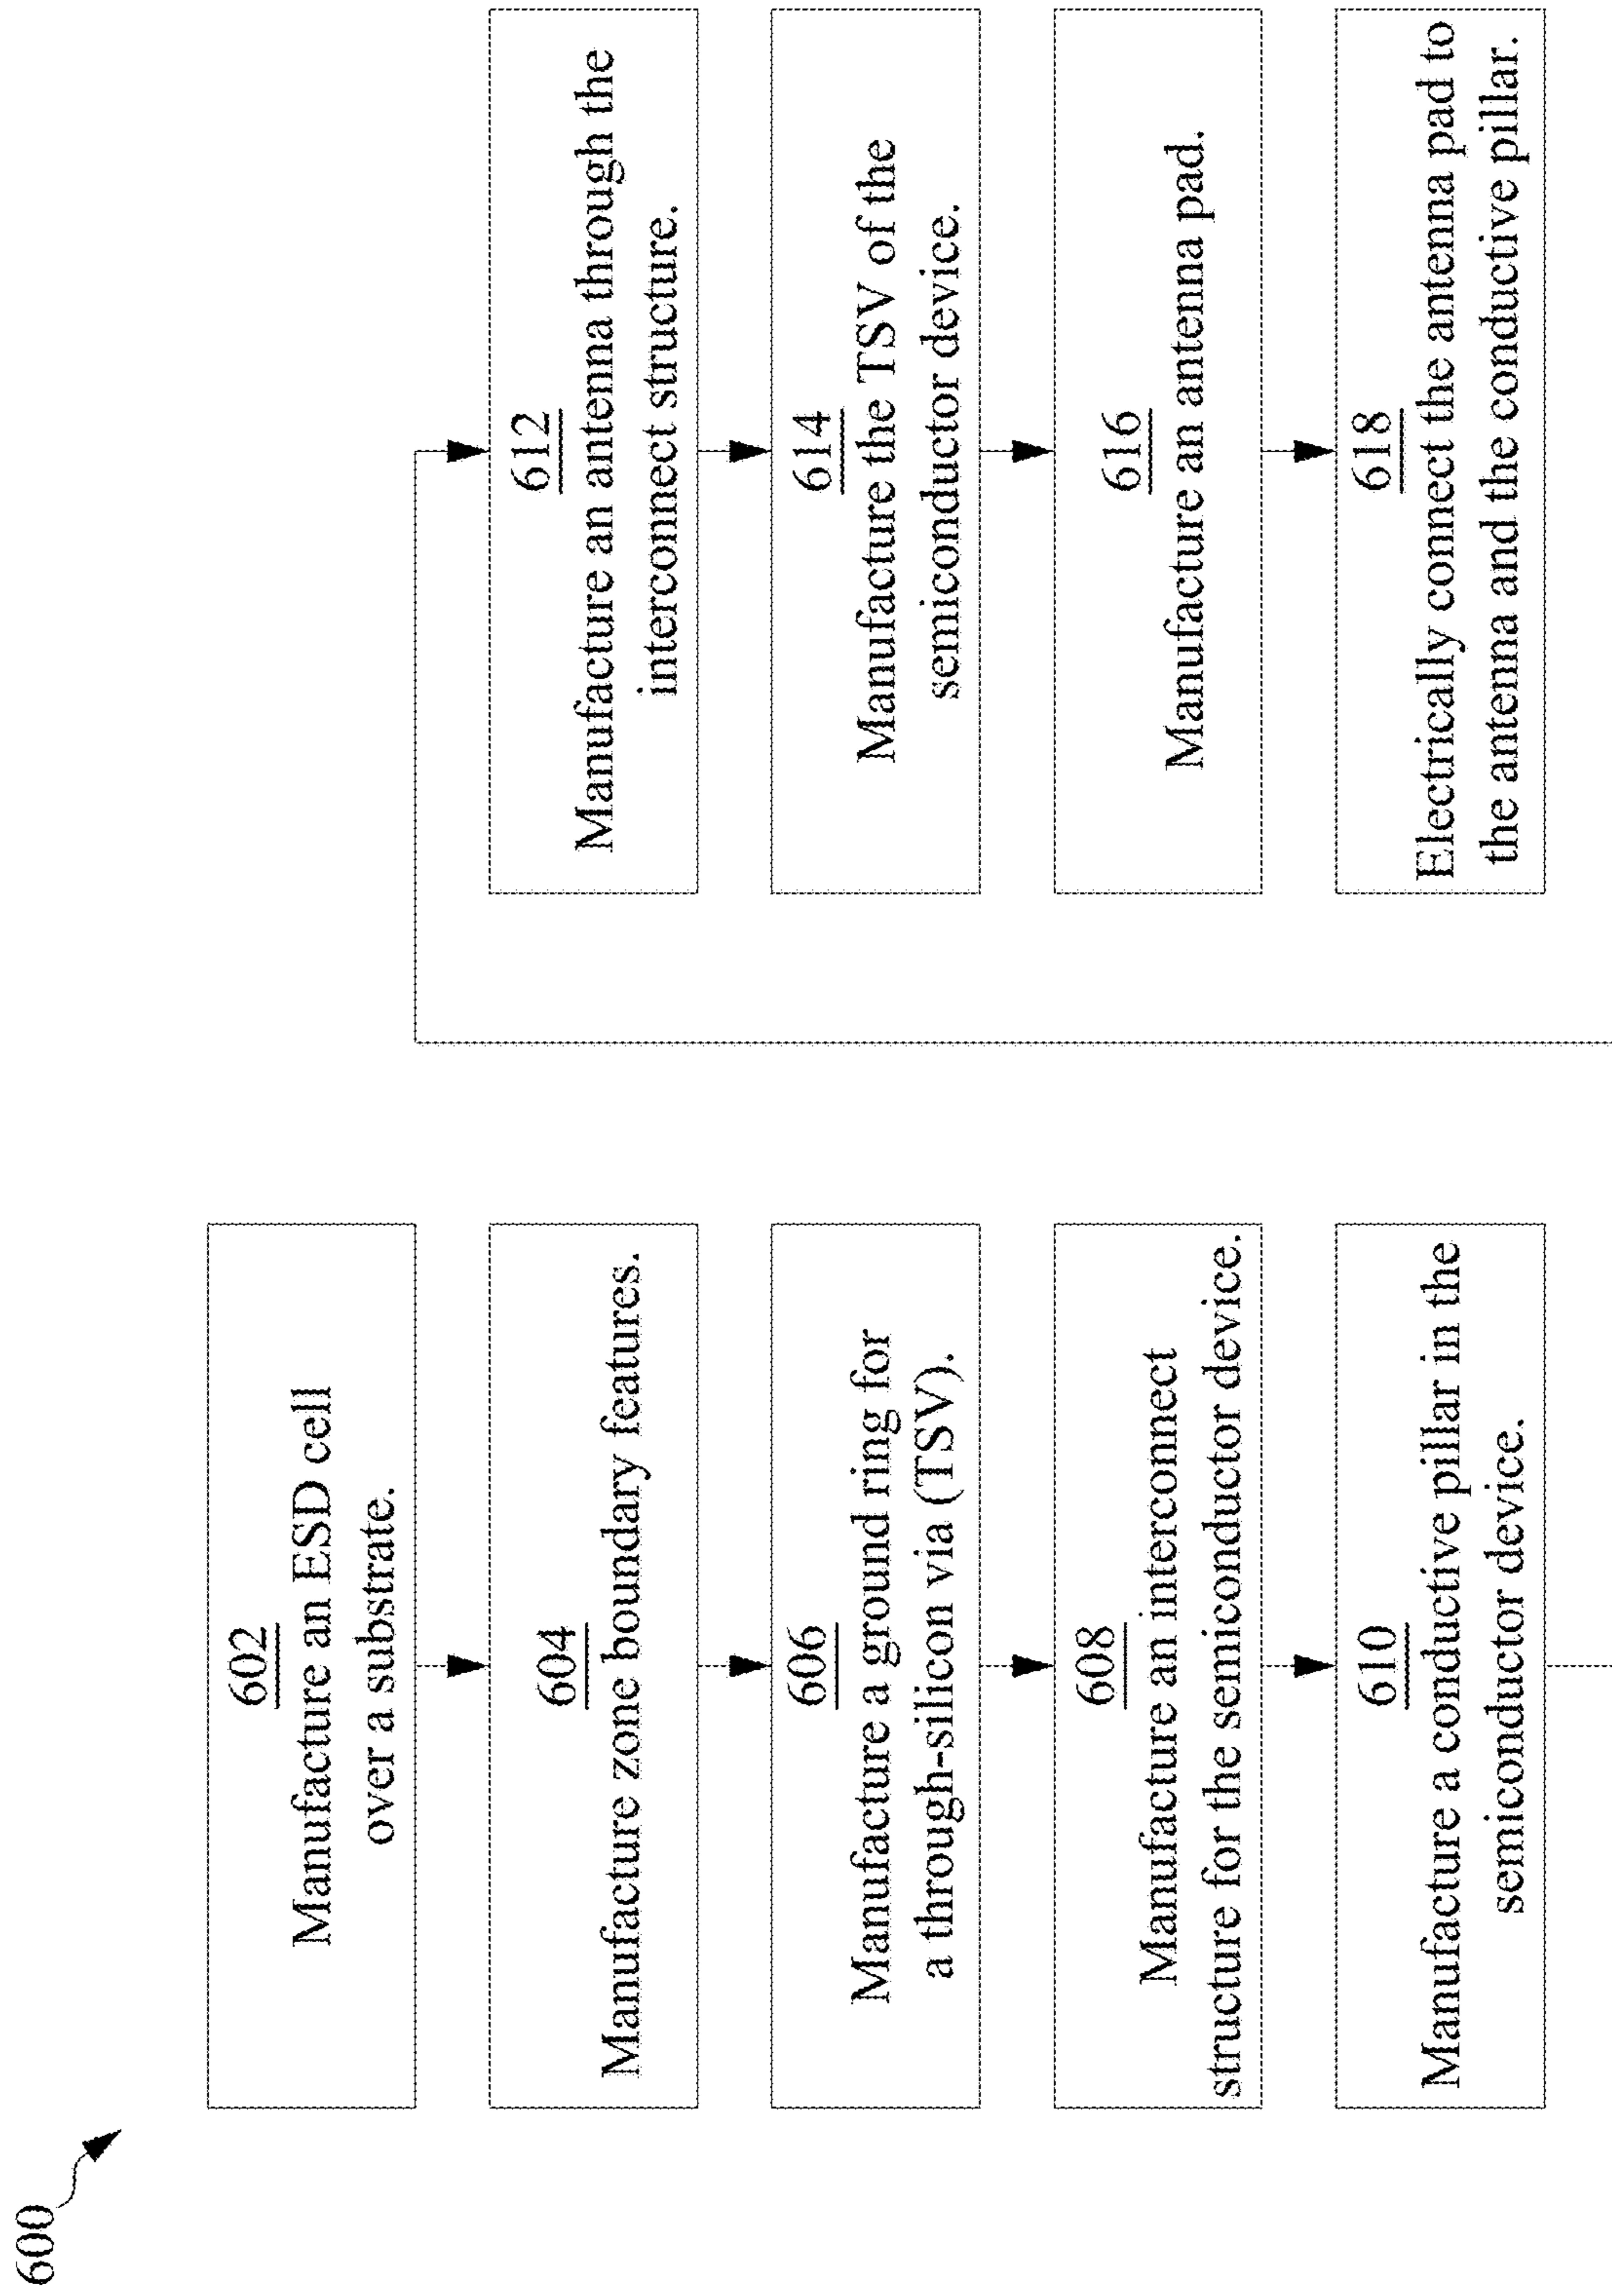 600
602
Manufacture an ESD cell
over a substrate.
604
Manufacture zone boundary features.
606
Manufacture a ground ring for
a through-silicon via (TSV).
608
Manufacture an interconnect
structure for the semiconductor device.
610
Manufacture a conductive pillar in the
semiconductor device.
612
Manufacture an antenna through the
interconnect structure.
614
Manufacture the TSV of the
semiconductor device.
616
Manufacture an antenna pad.
618
Electrically connect the antenna pad to
the antenna and the conductive pillar.